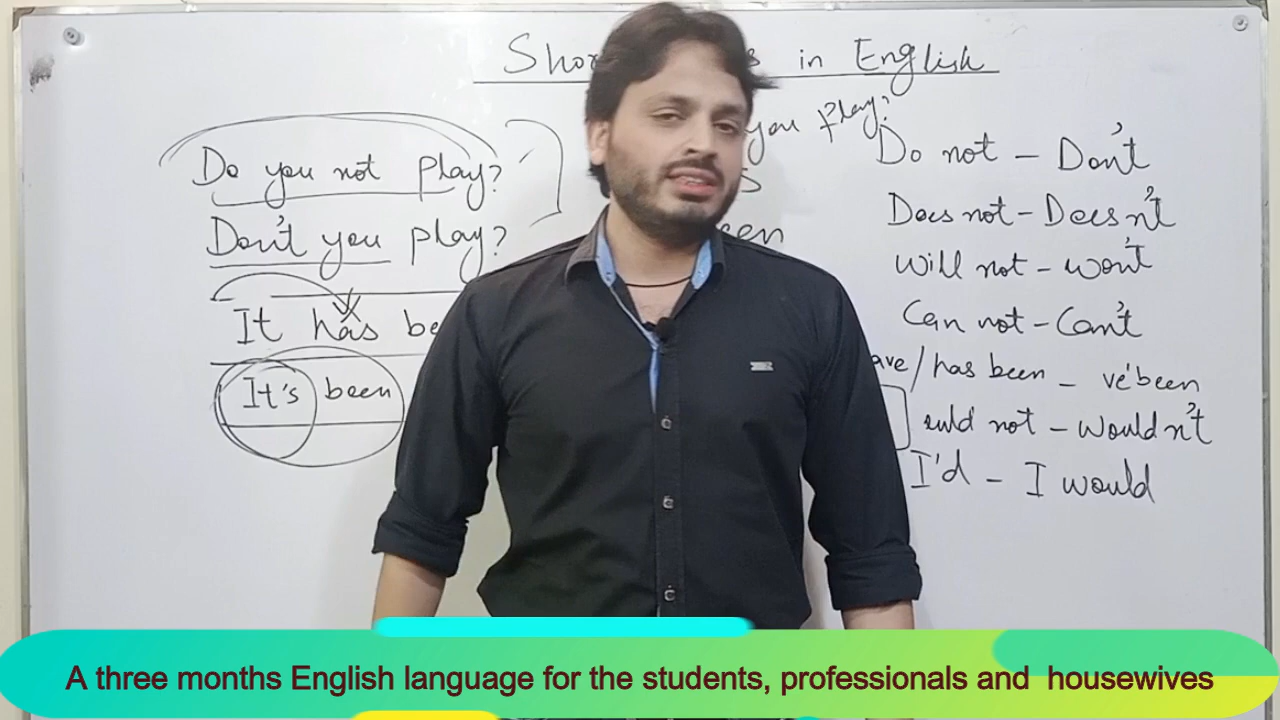 in English
Do you not play?
Don't you play?
It has be
It's been
you play?
Do not – Don't
Does not – Doesn't
Will not – won't
Can not – Can't
ave/has been – ve'been
ould not – wouldn't
I'd – I would
A three months English language for the students, professionals and housewives